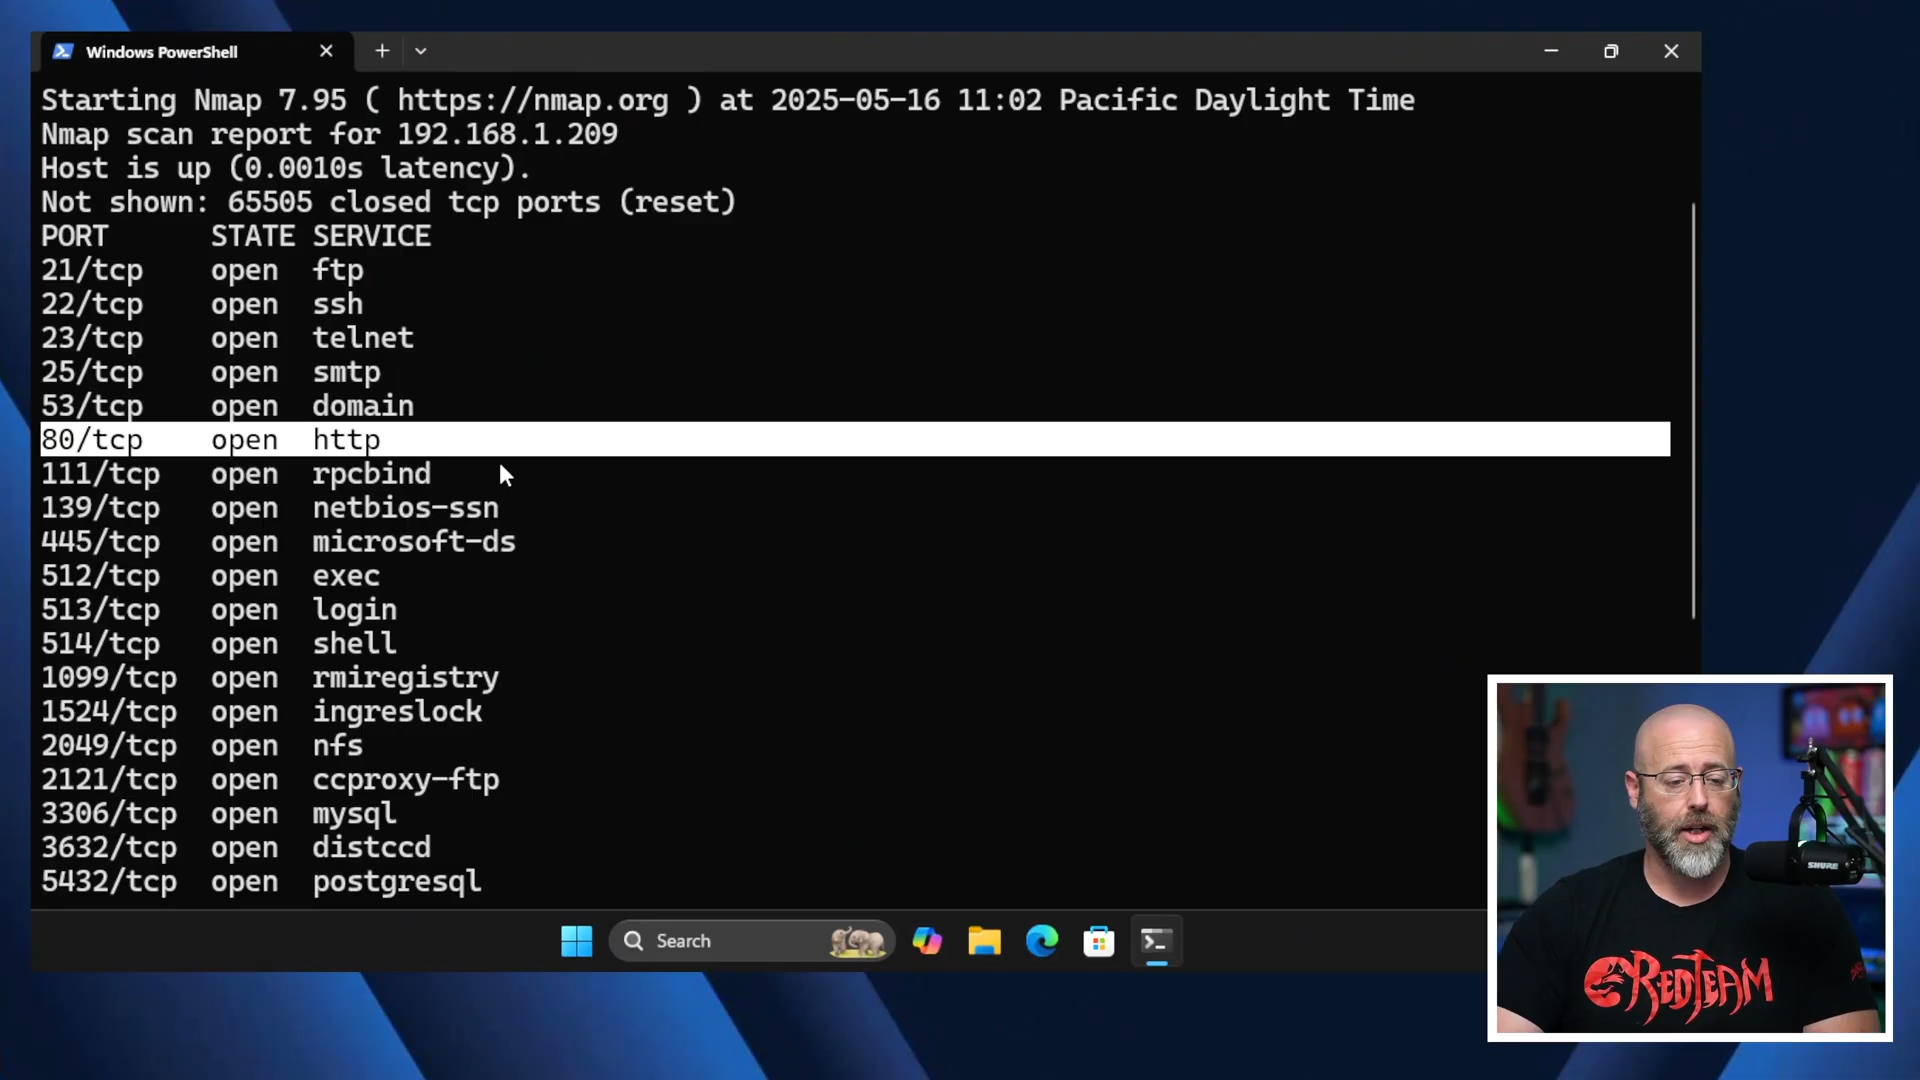 Windows PowerShell
Starting Nmap 7.95 ( https://nmap.org ) at 2025-05-16 11:02 Pacific Daylight Time
Nmap scan report for 192.168.1.209
Host is up (0.0010s latency).
Not shown: 65505 closed tcp ports (reset)
PORT STATE SERVICE
21/tcp open ftp
22/tcp open ssh
23/tcp open telnet
25/tcp open smtp
53/tcp open domain
80/tcp open http
111/tcp open rpcbind
139/tcp open netbios-ssn
445/tcp open microsoft-ds
512/tcp open exec
513/tcp open login
514/tcp open shell
1099/tcp open rmiregistry
1524/tcp open ingreslock
2049/tcp open nfs
2121/tcp open ccproxy-ftp
3306/tcp open mysql
3632/tcp open distccd
5432/tcp open postgresql
Search
SHURE
REDTEAM